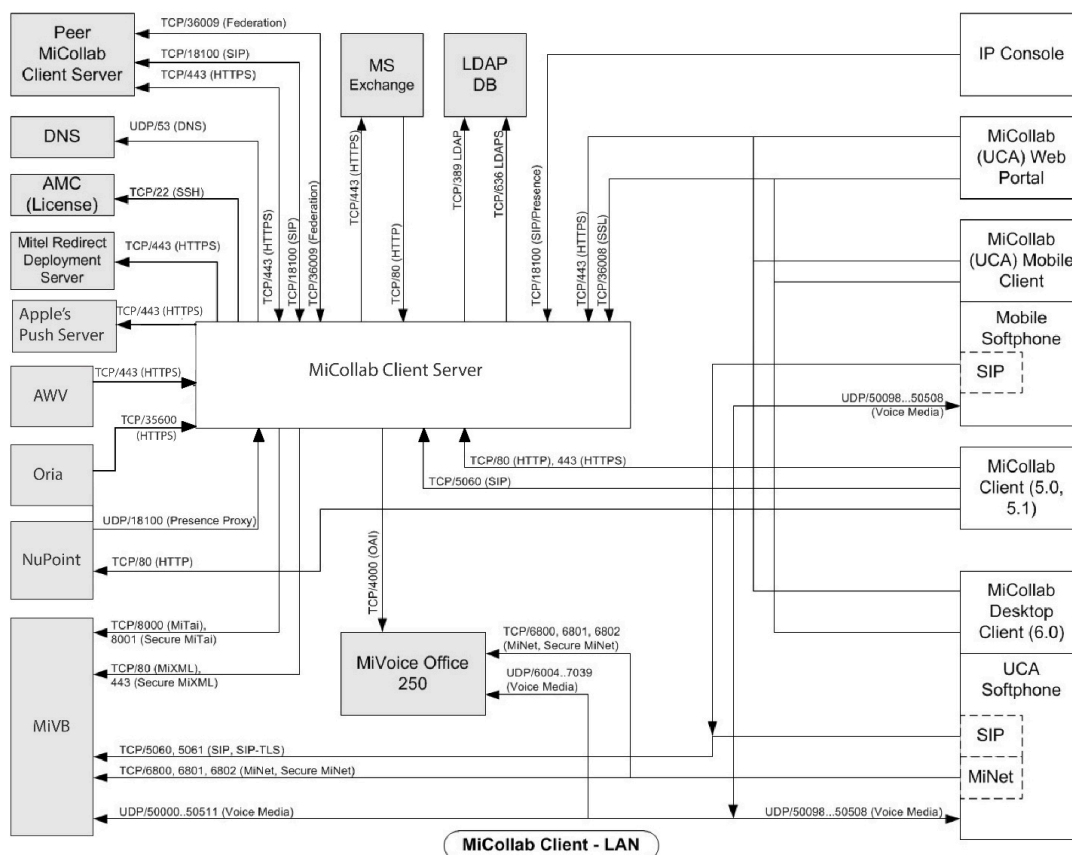 Peer
MiCollab
Client Server
TCP/36009 (Federation)
TCP/18100 (SIP)
TCP/443 (HTTPS)
MS
Exchange
LDAP
DB
IP Console
DNS
UDP/53 (DNS)
MiCollab
(UCA) Web
Portal
AMC
(License)
TCP/22 (SSH)
Mitel Redirect
Deployment
Server
TCP/443 (HTTPS)
MiCollab
(UCA) Mobile
Client
Apple's
Push Server
TCP/443 (HTTPS)
TCP/443 (HTTPS)
TCP/18100 (SIP)
TCP/36009 (Federation)
TCP/443 (HTTPS)
TCP/80 (HTTP)
TCP/389 LDAP
TCP/636 LDAPS
TCP/18100 (SIP/Presence)
TCP/443 (HTTPS)
TCP/36008 (SSL)
Mobile
Softphone
SIP
UDP/50098...50508
(Voice Media)
MiCollab Client Server
AWV
TCP/443 (HTTPS)
Oria
TCP/35600
(HTTPS)
TCP/80 (HTTP), 443 (HTTPS)
TCP/5060 (SIP)
MiCollab
Client (5.0,
5.1)
NuPoint
UDP/18100 (Presence Proxy)
TCP/80 (HTTP)
TCP/4000 (OAI)
MiCollab
Desktop
Client (6.0)
MiVB
TCP/8000 (MiTai),
8001 (Secure MiTai)
TCP/80 (MiXML),
443 (Secure MiXML)
MiVoice Office
250
TCP/6800, 6801, 6802
(MiNet, Secure MiNet)
UDP/6004..7039
(Voice Media)
UCA
Softphone
SIP
MiNet
TCP/5060, 5061 (SIP, SIP-TLS)
TCP/6800, 6801, 6802 (MiNet, Secure MiNet)
UDP/50000..50511 (Voice Media)
UDP/50098...50508 (Voice Media)
MiCollab Client - LAN